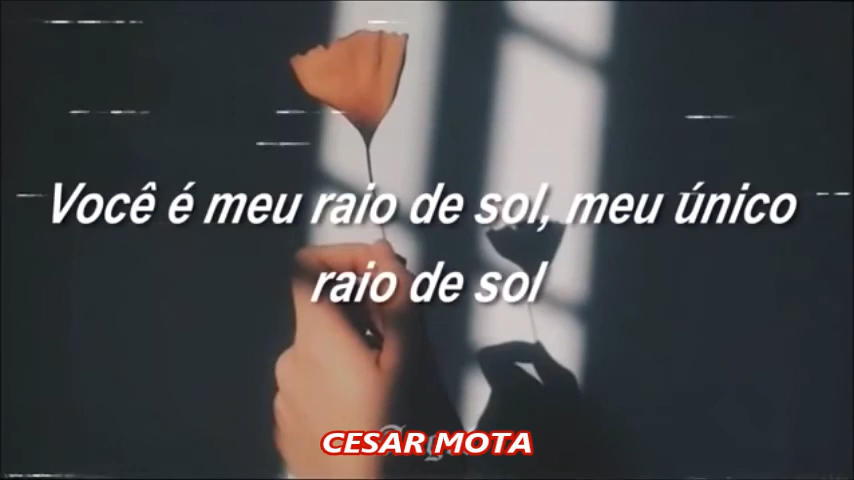 Você é meu raio de sol, meu único
raio de sol
CESAR MOTA